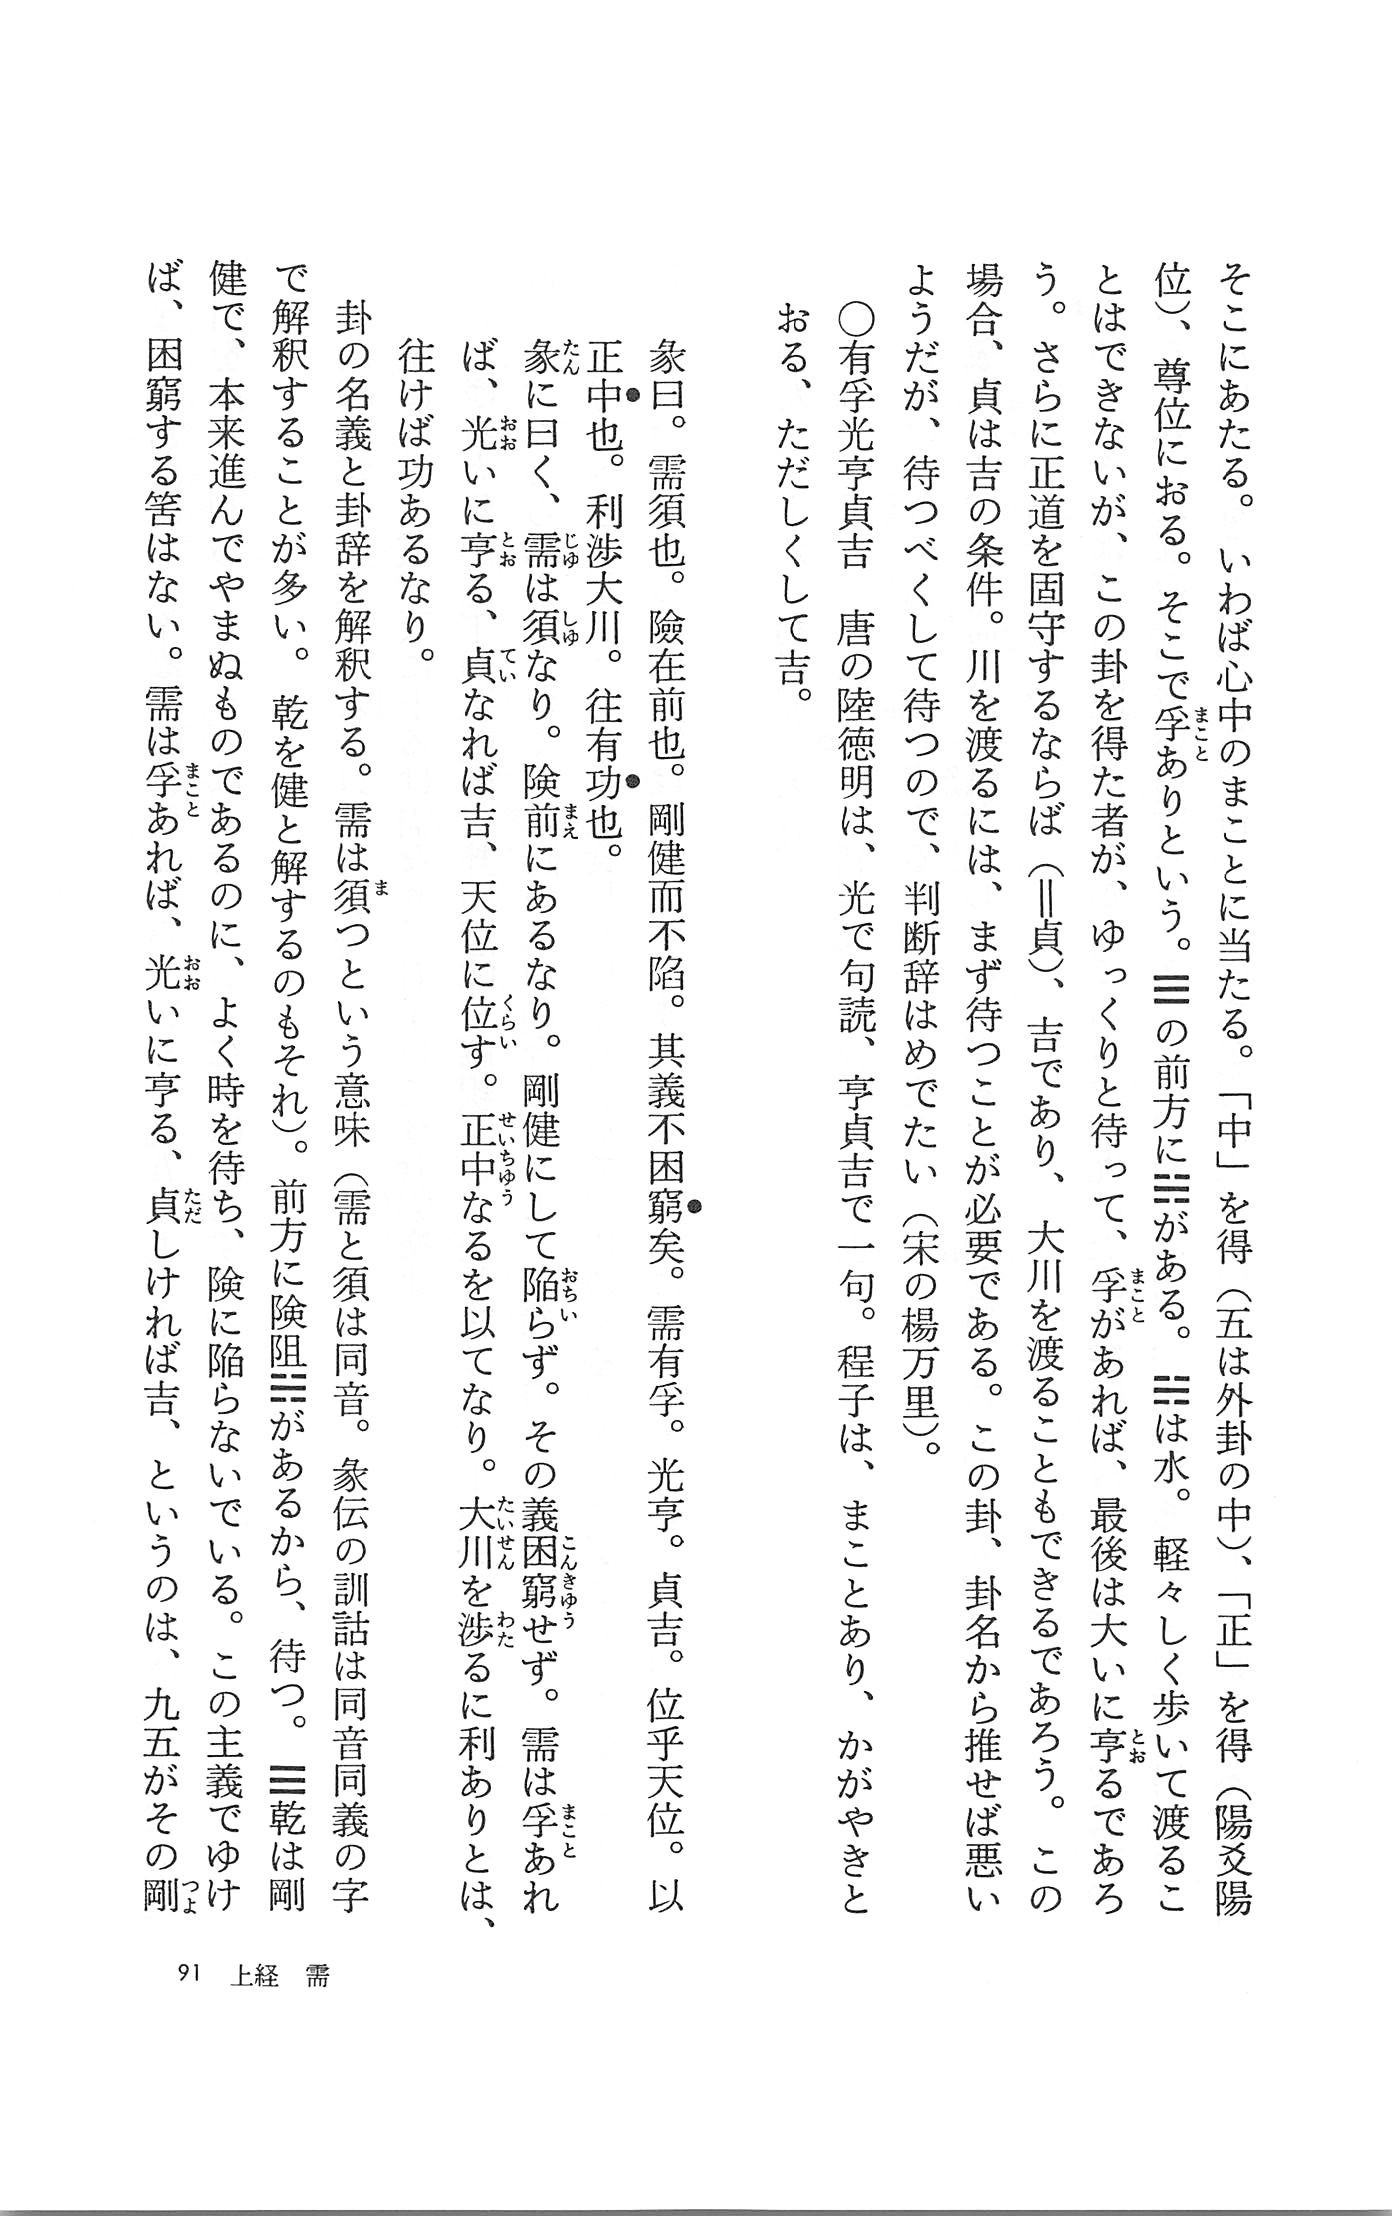 そこにあたる。いわば心中のまことに当たる。「中」を得（五は外卦の中）、「正」を得（陽爻陽
位）、尊位におる。そこで孚ありという。☰の前方に☵がある。☵は水。軽々しく歩いて渡るこ
とはできないが、この卦を得た者が、ゆっくりと待って、孚があれば、最後は大いに亨るであろ
う。さらに正道を固守するならば（＝貞）、吉であり、大川を渡ることもできるであろう。この
場合、貞は吉の条件。川を渡るには、まず待つことが必要である。この卦、卦名から推せば悪い
ようだが、待つべくして待つので、判断辞はめでたい（宋の楊万里）。
〇有孚光亨貞吉　唐の陸徳明は、光で句読、亨貞吉で一句。程子は、まことあり、かがやきと
おる、ただしくして吉。
彖曰。需須也。險在前也。剛健而不陷。其義不困窮矣。需有孚。光亨。貞吉。位乎天位。以
正中也。利渉大川。往有功也。
彖に曰く、需は須なり。険前にあるなり。剛健にして陥らず。その義困窮せず。需は孚あれ
ば、光いに亨る、貞なれば吉、天位に位す。正中なるを以てなり。大川を渉るに利ありとは、
往けば功あるなり。
卦の名義と卦辞を解釈する。需は須つという意味（需と須は同音。彖伝の訓詁は同音同義の字
で解釈することが多い。乾を健と解するのもそれ）。前方に険阻☵があるから、待つ。☰乾は剛
健で、本来進んでやまぬものであるのに、よく時を待ち、険に陥らないでいる。この主義でゆけ
ば、困窮する筈はない。需は孚あれば、光いに亨る、貞しければ吉、というのは、九五がその剛
91　上経　需